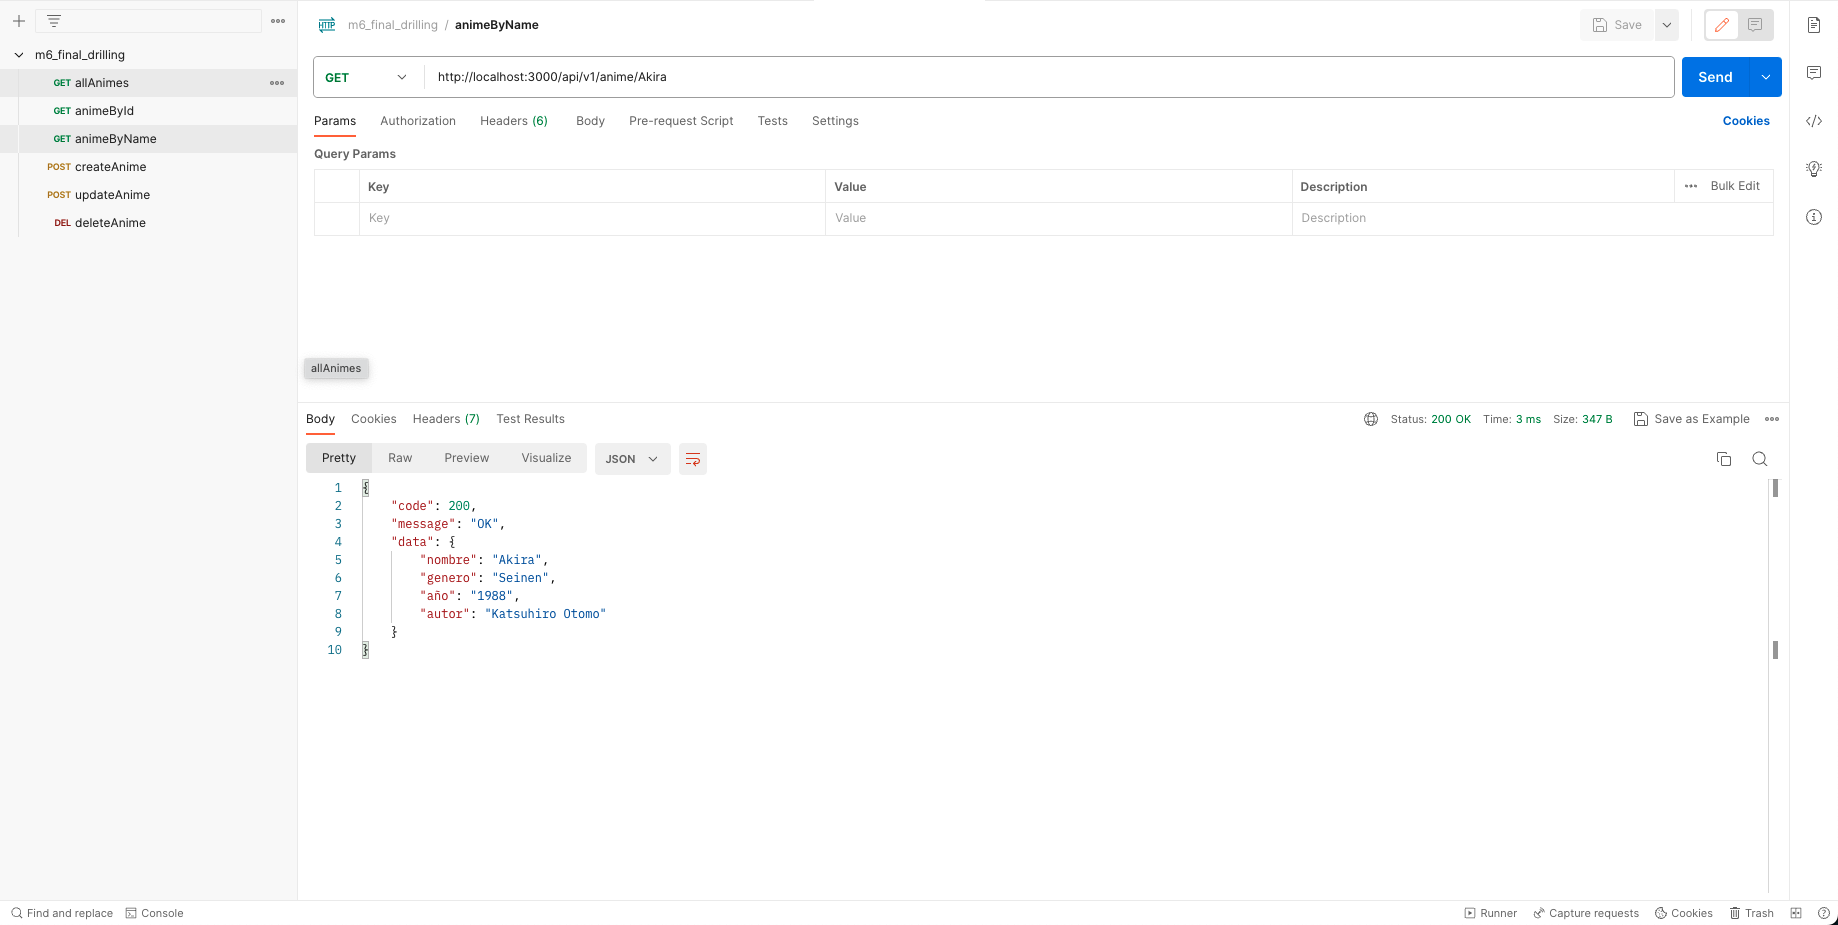 m6_final_drilling
GET allAnimes
GET animeById
GET animeByName
POST createAnime
POST updateAnime
DEL deleteAnime
HTTP m6_final_drilling / animeByName
Save
GET http://localhost:3000/api/v1/anime/Akira
Send
Params Authorization Headers (6) Body Pre-request Script Tests Settings Cookies
Query Params
Key Value Description Bulk Edit
Key Value Description
allAnimes
Body Cookies Headers (7) Test Results Status: 200 OK Time: 3 ms Size: 347 B Save as Example
Pretty Raw Preview Visualize JSON
1 {
2 "code": 200,
3 "message": "OK",
4 "data": {
5 "nombre": "Akira",
6 "genero": "Seinen",
7 "año": "1988",
8 "autor": "Katsuhiro Otomo"
9 }
10 }
Find and replace Console Runner Capture requests Cookies Trash